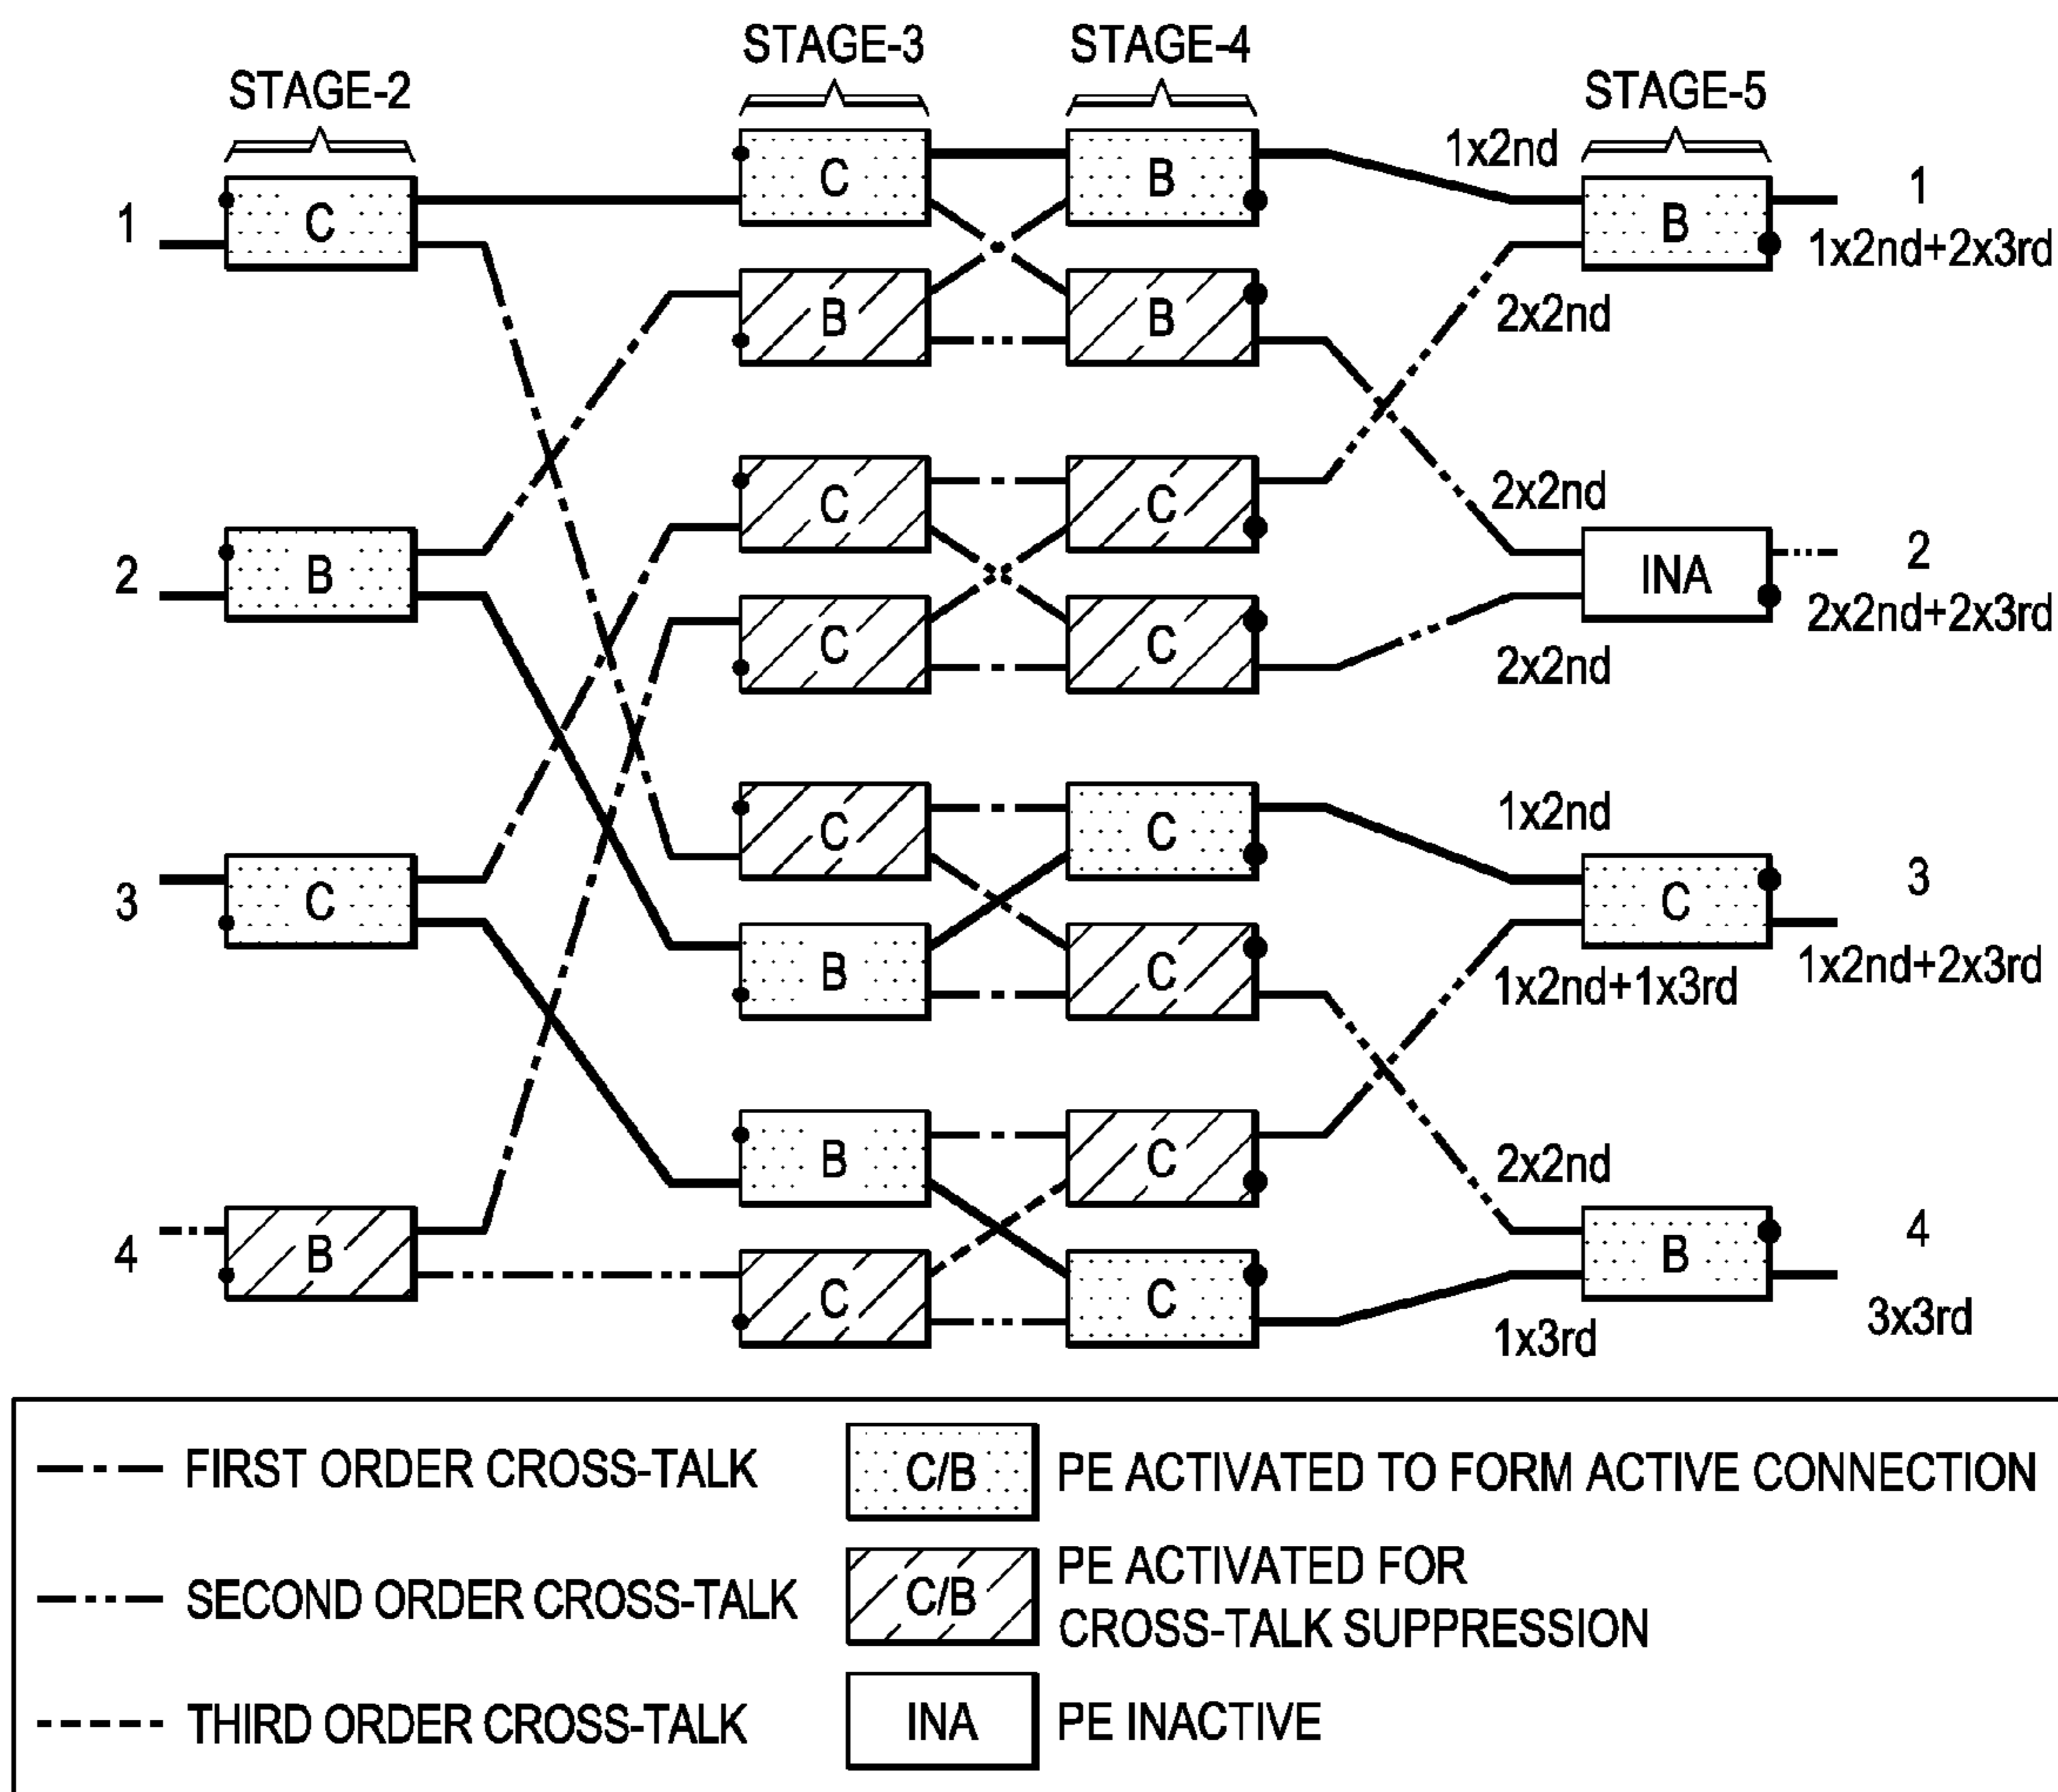 STAGE-2
STAGE-3
STAGE-4
STAGE-5
1
C
C
B
1x2nd
B
1
1x2nd+2x3rd
B
B
2x2nd
2
B
C
C
2x2nd
INA
2
2x2nd+2x3rd
C
C
2x2nd
3
C
C
C
1x2nd
C
3
1x2nd+2x3rd
B
C
1x2nd+1x3rd
4
B
B
C
2x2nd
B
4
3x3rd
C
C
1x3rd
FIRST ORDER CROSS-TALK
C/B
PE ACTIVATED TO FORM ACTIVE CONNECTION
SECOND ORDER CROSS-TALK
C/B
PE ACTIVATED FOR
CROSS-TALK SUPPRESSION
THIRD ORDER CROSS-TALK
INA
PE INACTIVE